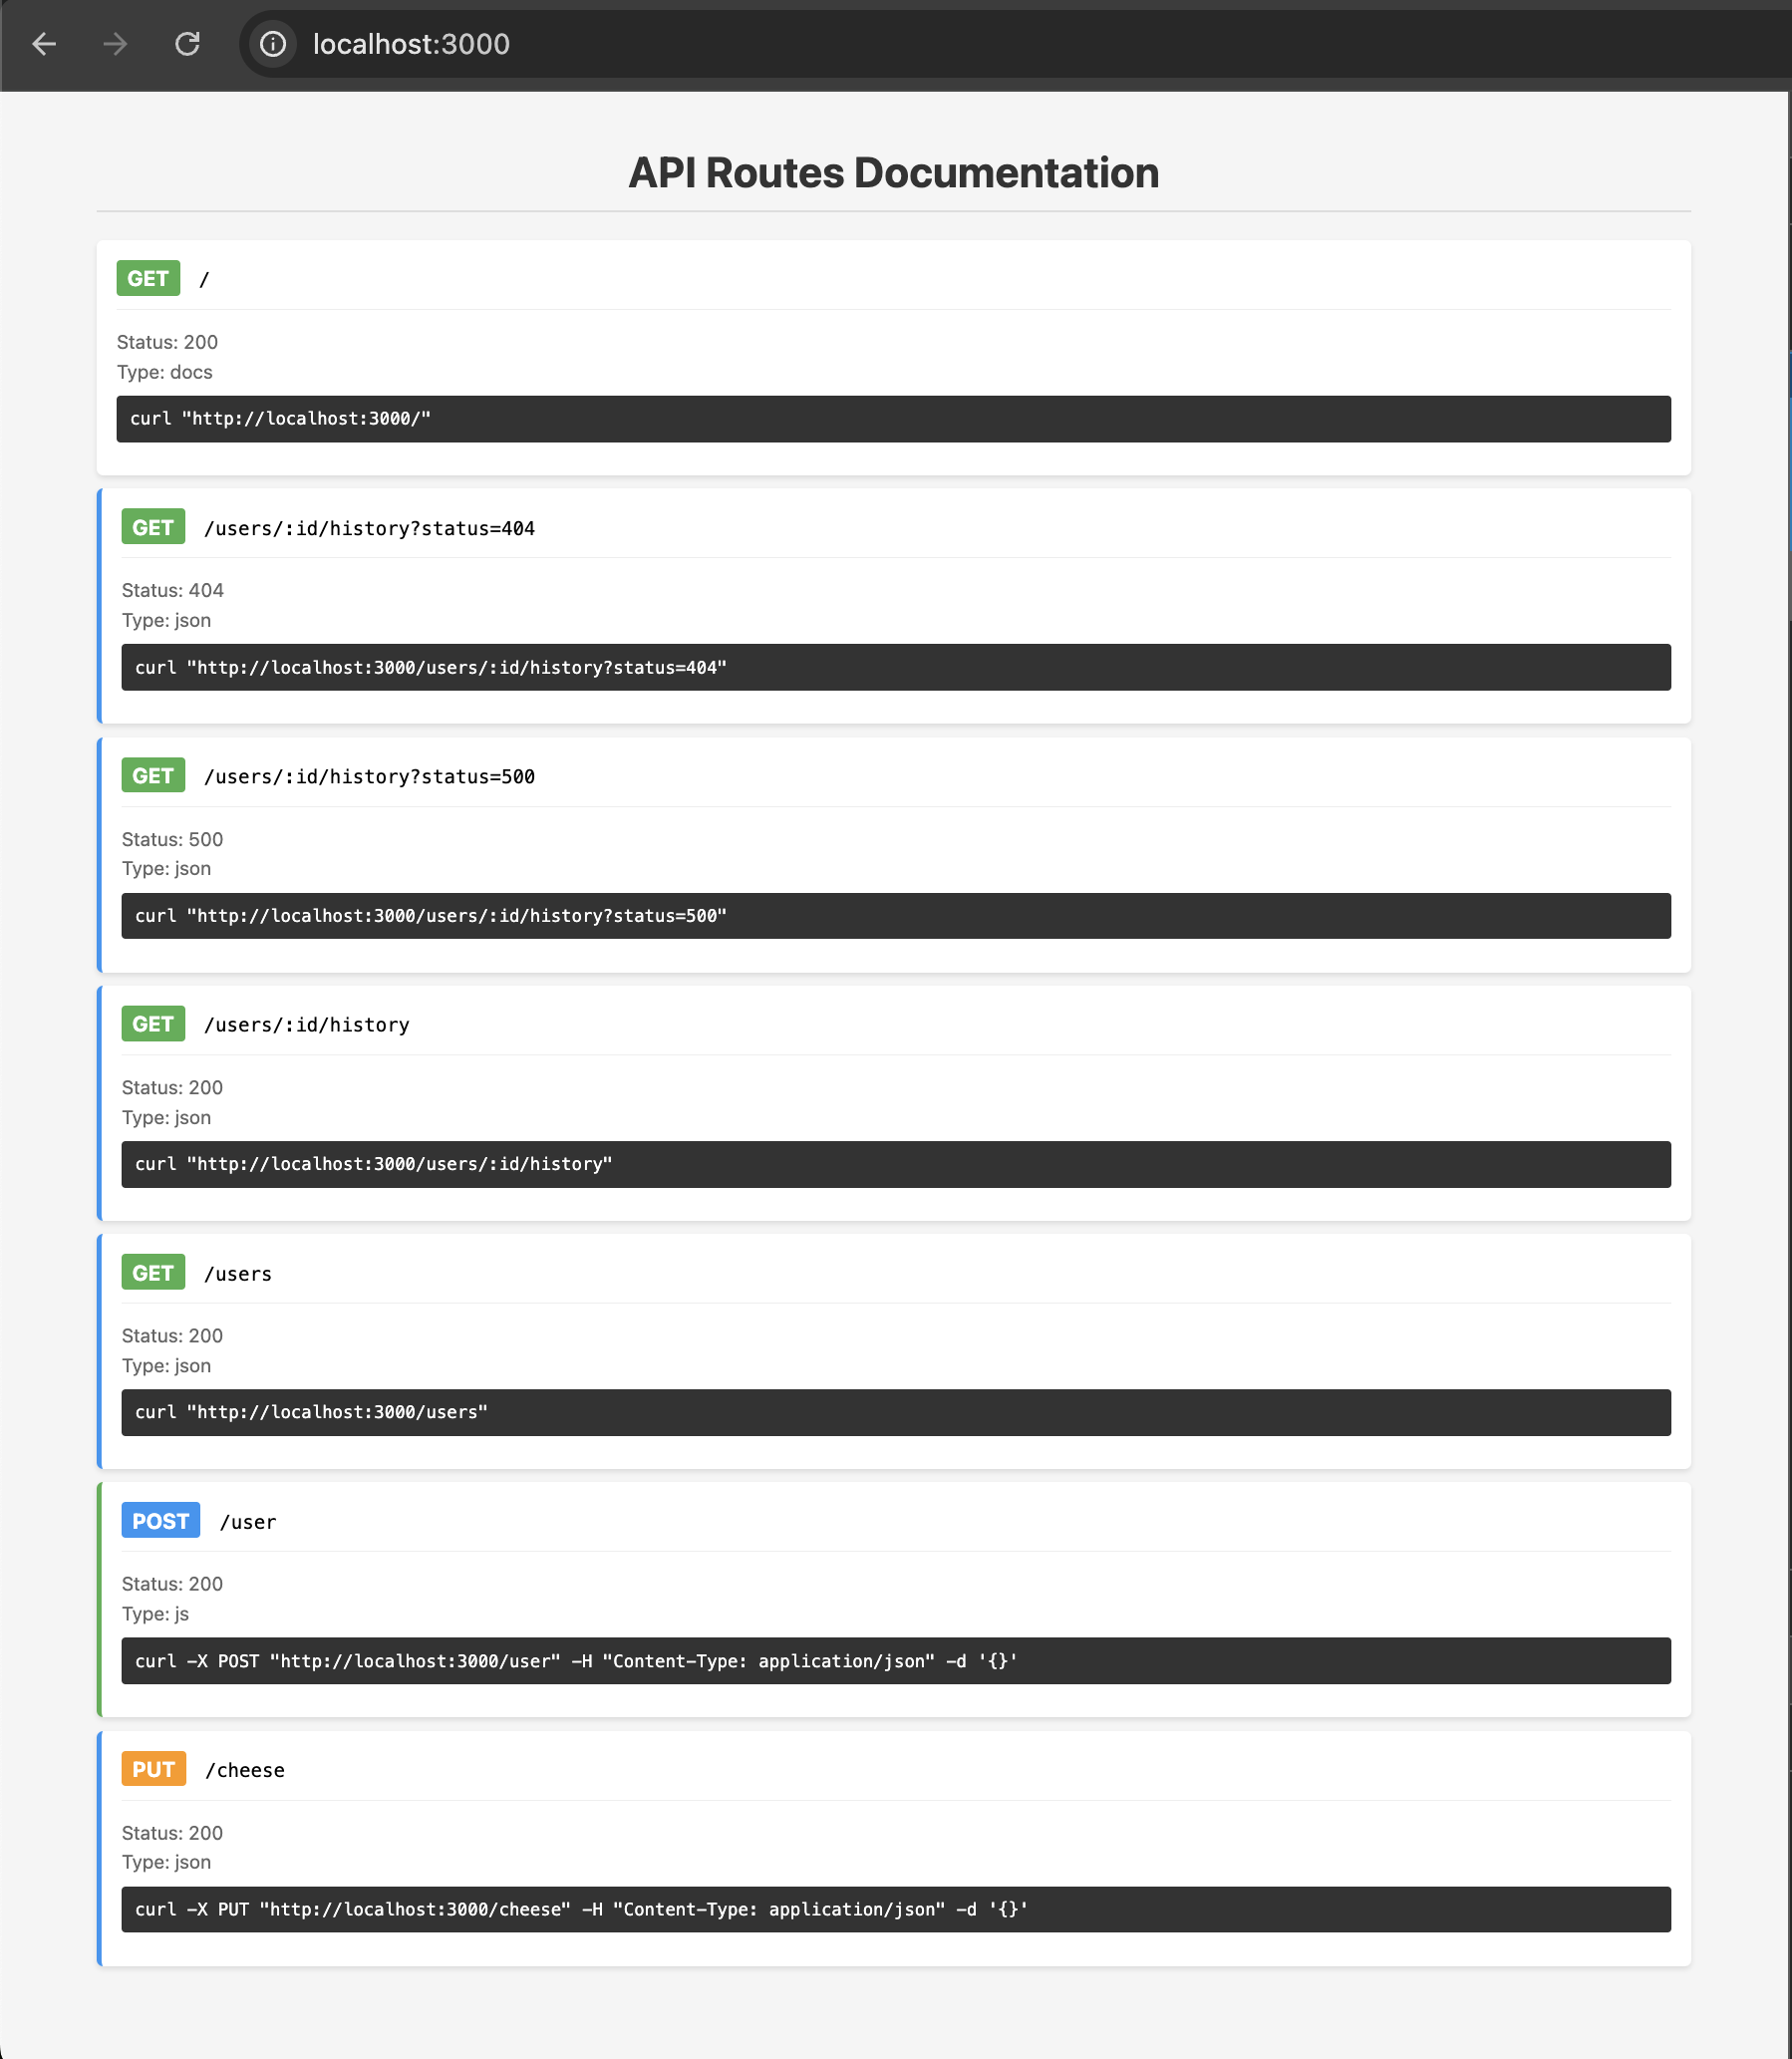 localhost:3000
API Routes Documentation
GET /
Status: 200
Type: docs
curl "http://localhost:3000/"
GET /users/:id/history?status=404
Status: 404
Type: json
curl "http://localhost:3000/users/:id/history?status=404"
GET /users/:id/history?status=500
Status: 500
Type: json
curl "http://localhost:3000/users/:id/history?status=500"
GET /users/:id/history
Status: 200
Type: json
curl "http://localhost:3000/users/:id/history"
GET /users
Status: 200
Type: json
curl "http://localhost:3000/users"
POST /user
Status: 200
Type: js
curl -X POST "http://localhost:3000/user" -H "Content-Type: application/json" -d '{}'
PUT /cheese
Status: 200
Type: json
curl -X PUT "http://localhost:3000/cheese" -H "Content-Type: application/json" -d '{}'